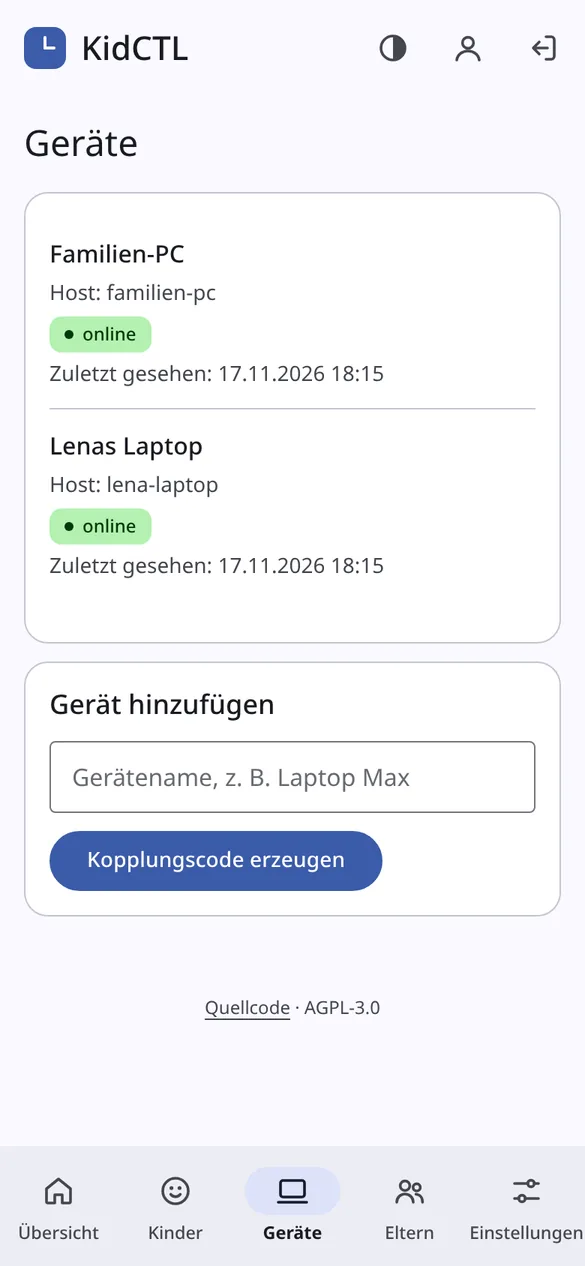 KidCTL
Geräte
Familien-PC
Host: familien-pc
online
Zuletzt gesehen: 17.11.2026 18:15
Lenas Laptop
Host: lena-laptop
online
Zuletzt gesehen: 17.11.2026 18:15
Gerät hinzufügen
Gerätename, z. B. Laptop Max
Kopplungscode erzeugen
Quellcode · AGPL-3.0
Übersicht Kinder Geräte Eltern Einstellungen